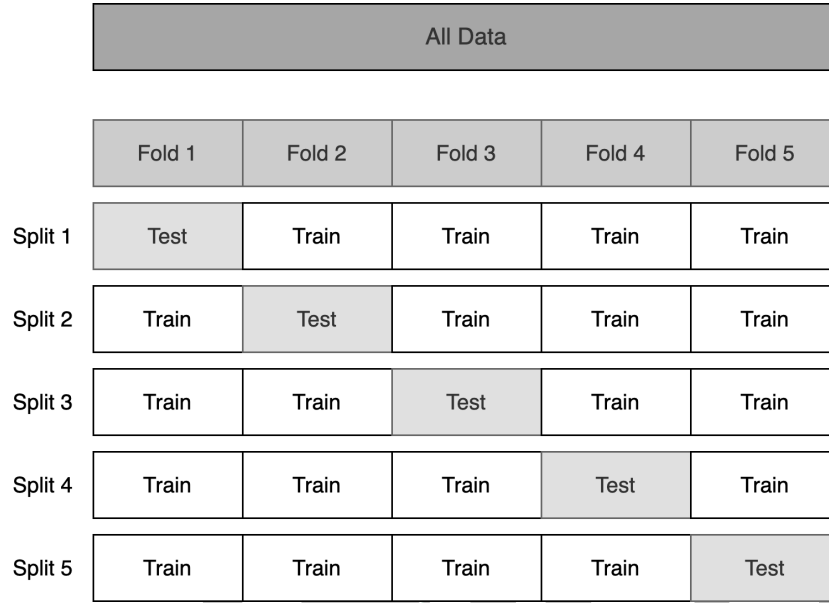 All Data
Fold 1 Fold 2 Fold 3 Fold 4 Fold 5
Split 1 Test Train Train Train Train
Split 2 Train Test Train Train Train
Split 3 Train Train Test Train Train
Split 4 Train Train Train Test Train
Split 5 Train Train Train Train Test